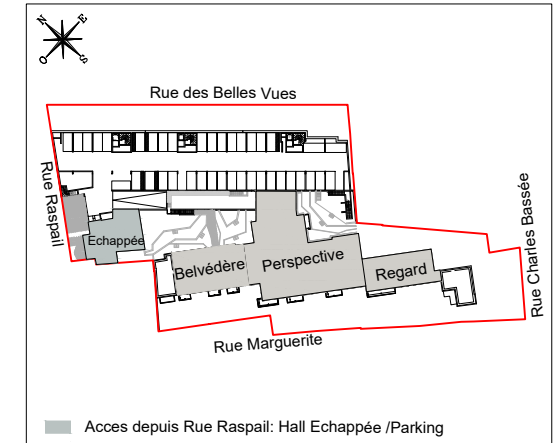 N
E
O
S
Rue des Belles Vues
Rue Raspail
Echappée
Belvédère
Perspective
Regard
Rue Charles Bassée
Rue Marguerite
Acces depuis Rue Raspail: Hall Echappée /Parking